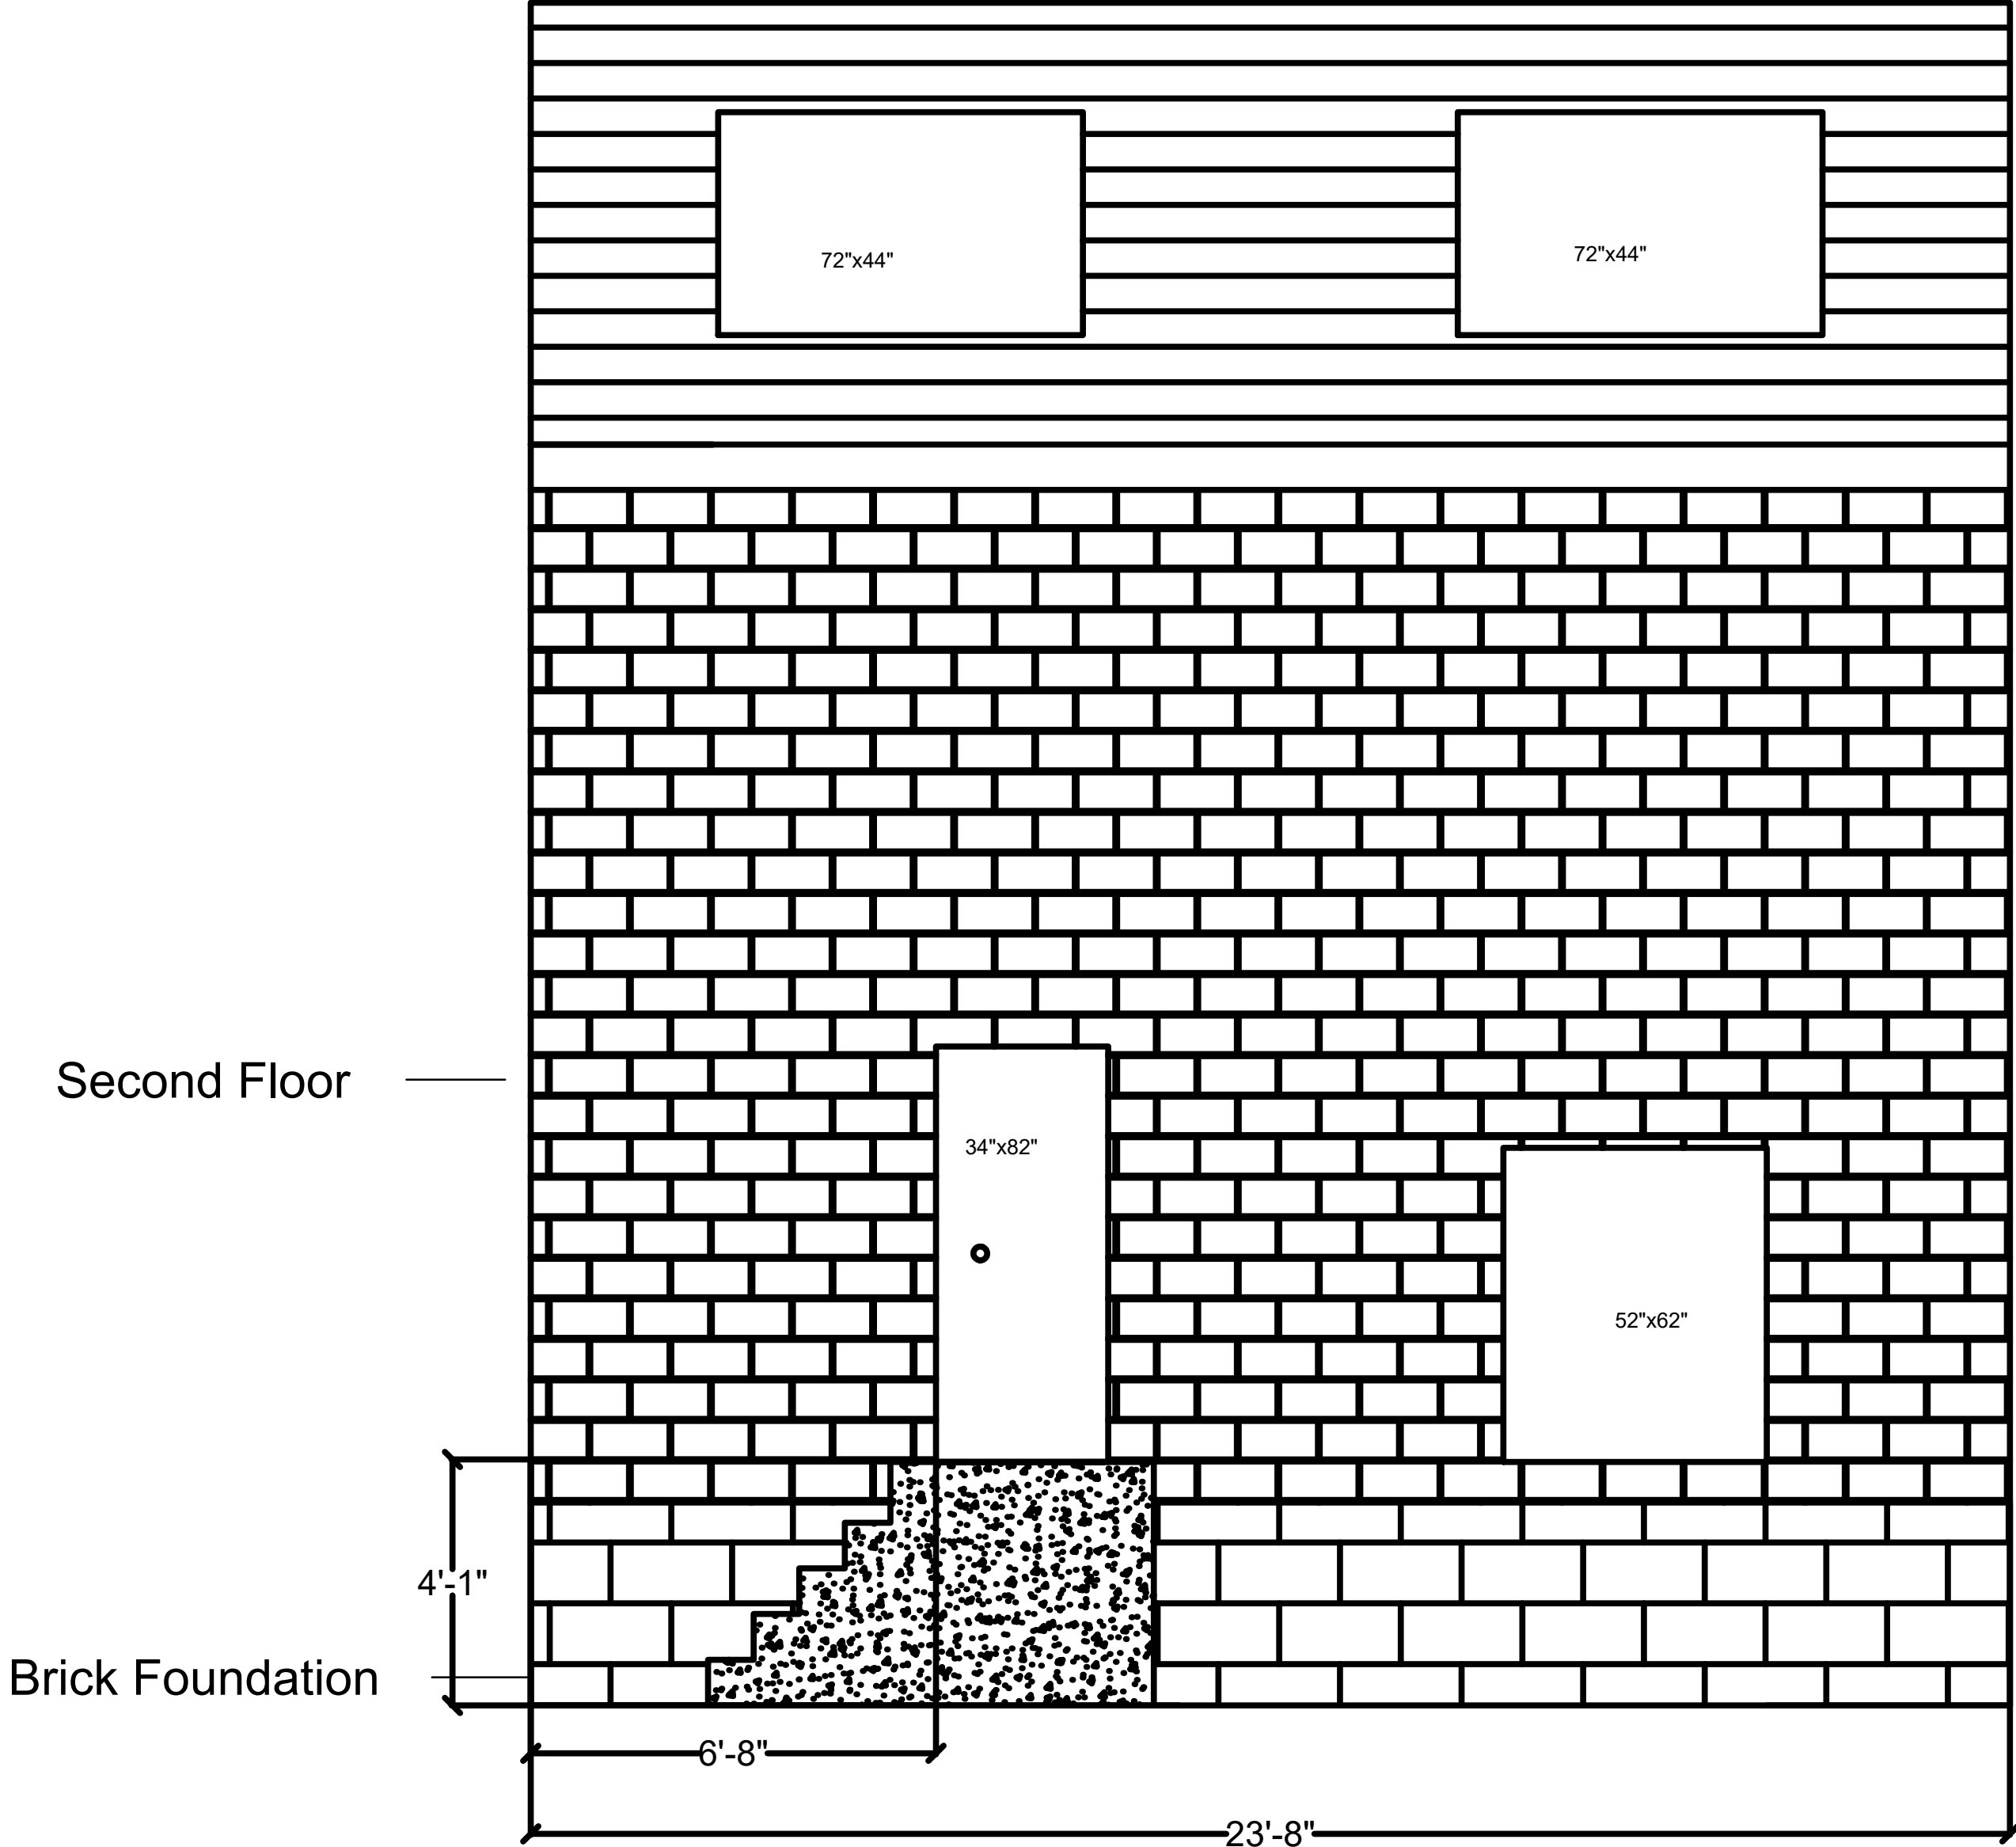 72"x44"
72"x44"
Second Floor
34"x82"
52"x62"
4'-1"
Brick Foundation
6'-8"
23'-8"